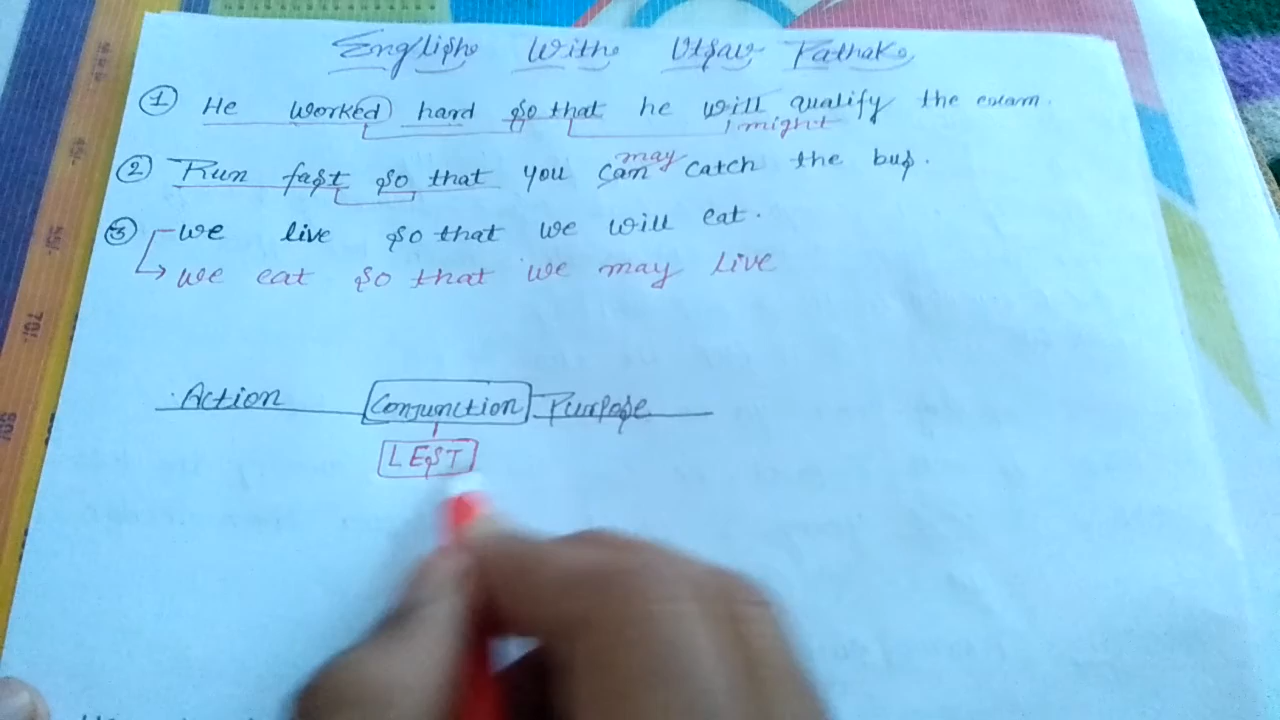 English With Utsav Pathak
① He worked hard so that he will qualify the exam.
might
② Run fast so that you can catch the bus.
may
③ we live so that we will eat.
we eat so that we may live
Action Conjunction Purpose
LEST
70/-